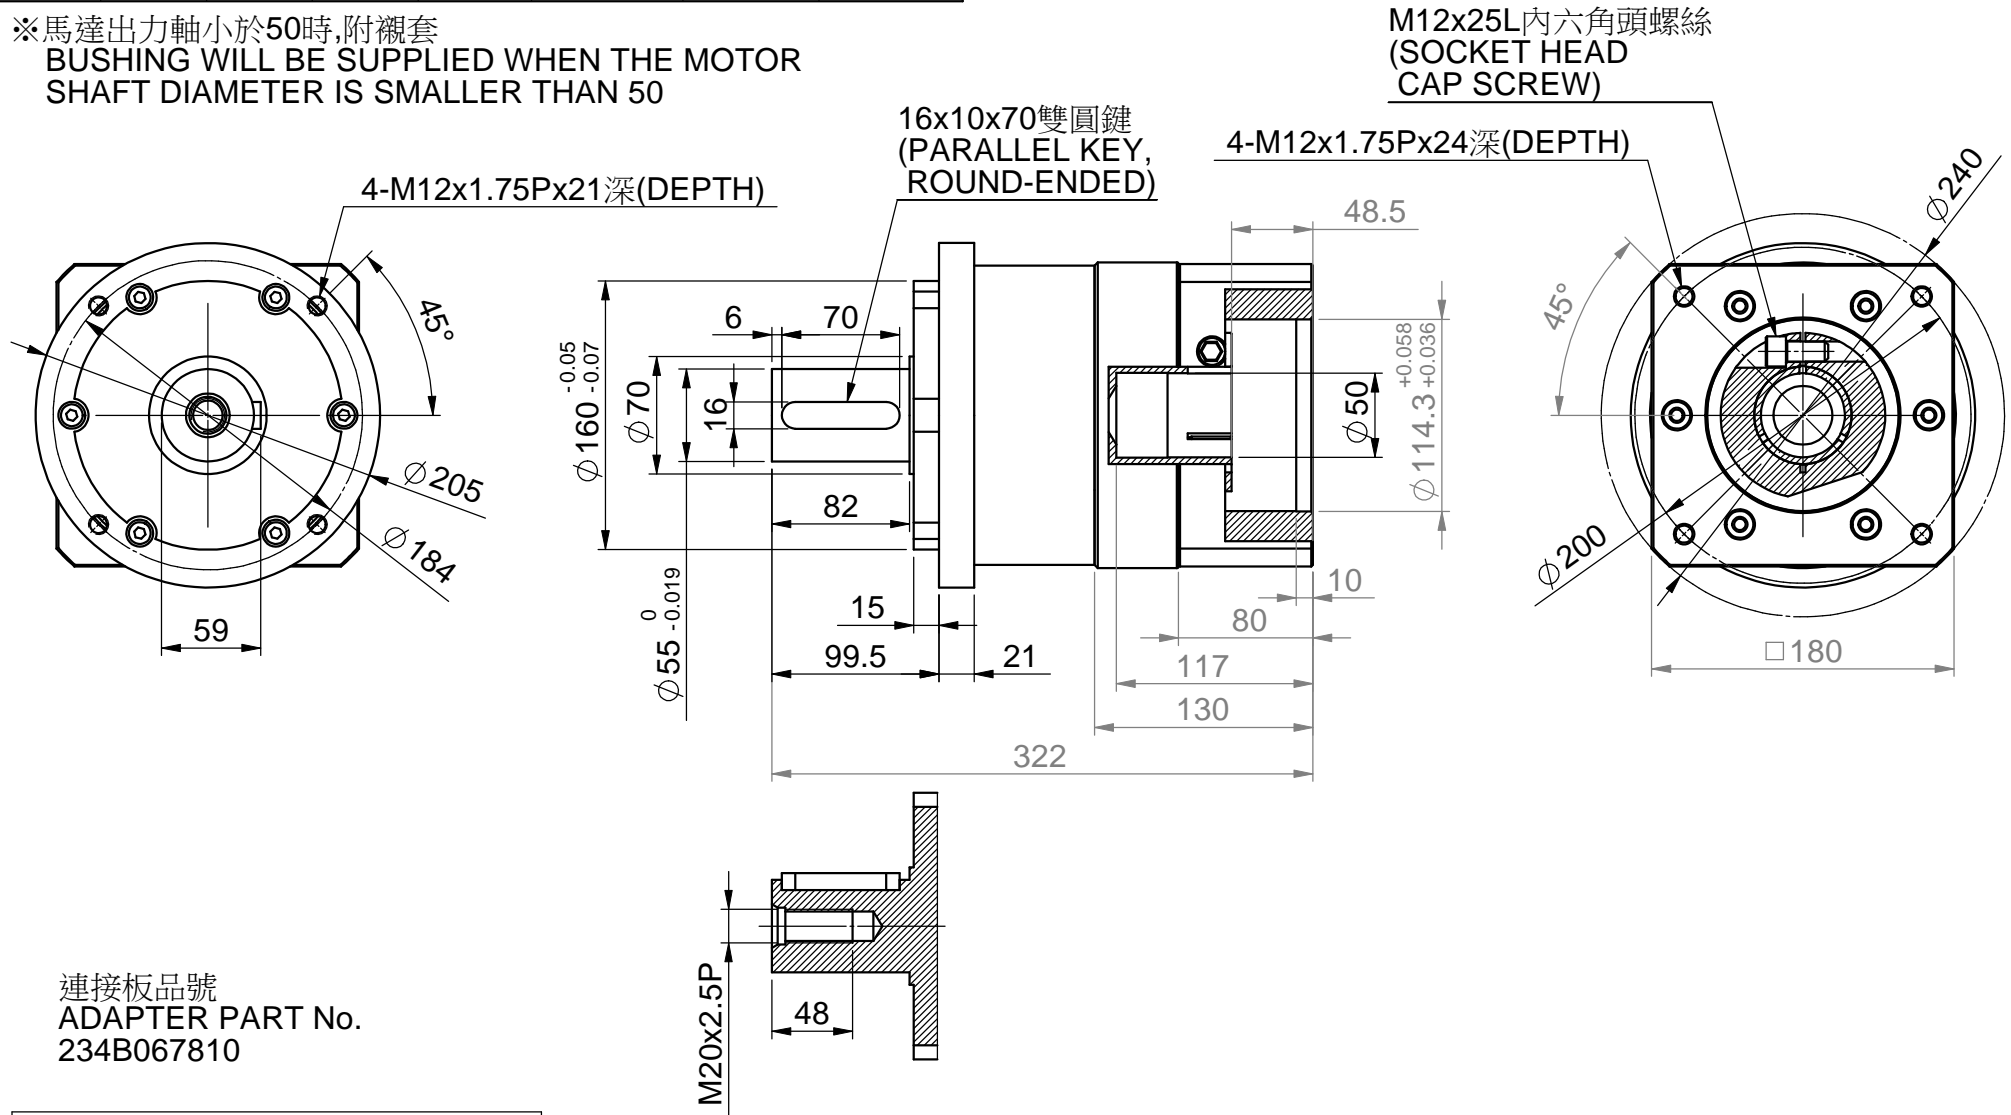 ※馬達出力軸小於50時,附襯套
BUSHING WILL BE SUPPLIED WHEN THE MOTOR
SHAFT DIAMETER IS SMALLER THAN 50
M12x25L內六角頭螺絲
(SOCKET HEAD
CAP SCREW)
16x10x70雙圓鍵
(PARALLEL KEY,
ROUND-ENDED)
4-M12x1.75Px24深(DEPTH)
4-M12x1.75Px21深(DEPTH)
45°
∅205
∅184
59
6
70
48.5
∅160 -0.05 -0.07
∅70
16
∅50
∅114.3 +0.058 +0.036
82
∅55 0 -0.019
15
99.5
21
10
80
117
130
322
∅240
45°
∅200
□180
M20x2.5P
48
連接板品號
ADAPTER PART No.
234B067810